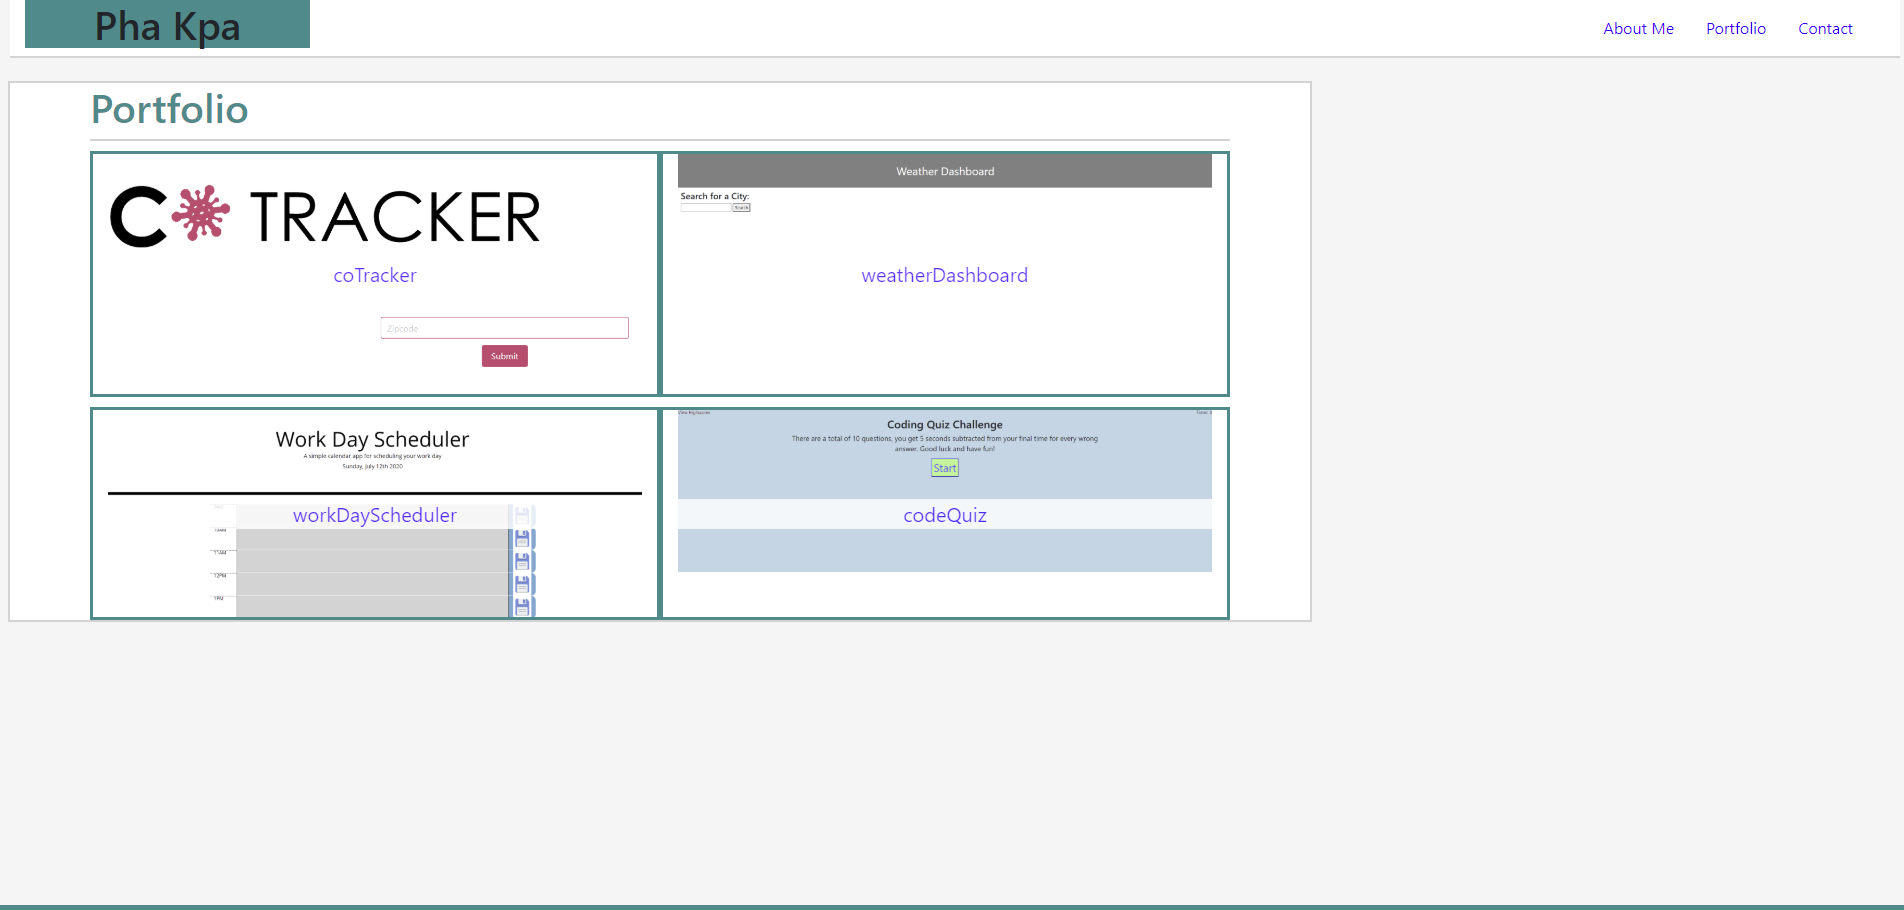 Pha Kpa
About Me
Portfolio
Contact
Portfolio
C TRACKER
coTracker
Zipcode
Submit
Weather Dashboard
Search for a City:
Search
weatherDashboard
Work Day Scheduler
A simple calendar app for scheduling your work day
Sunday, July 12th 2020
workDayScheduler
10AM
11AM
12PM
1PM
View Highscores
Coding Quiz Challenge
There are a total of 10 questions, you get 5 seconds subtracted from your final time for every wrong
answer. Good luck and have fun!
Start
codeQuiz